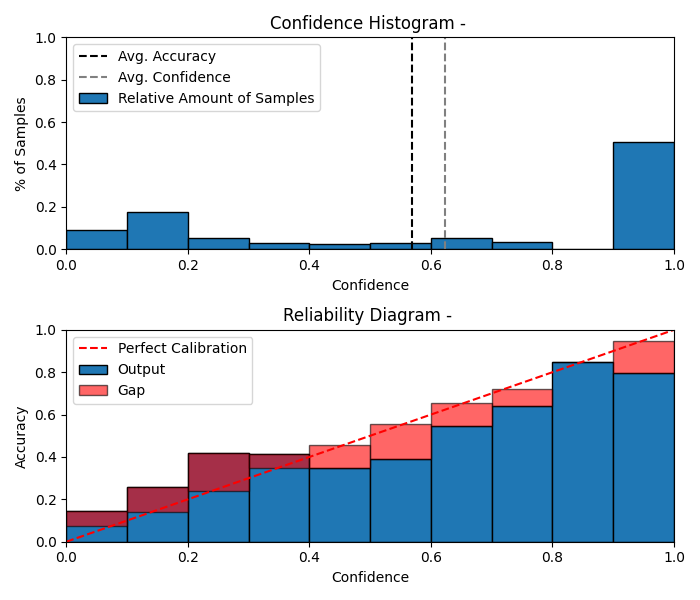 Confidence Histogram -
1.0
0.8
0.6
0.4
0.2
0.0
% of Samples
Avg. Accuracy
Avg. Confidence
Relative Amount of Samples
0.0 0.2 0.4 0.6 0.8 1.0
Confidence
Reliability Diagram -
1.0
0.8
0.6
0.4
0.2
0.0
Accuracy
Perfect Calibration
Output
Gap
0.0 0.2 0.4 0.6 0.8 1.0
Confidence